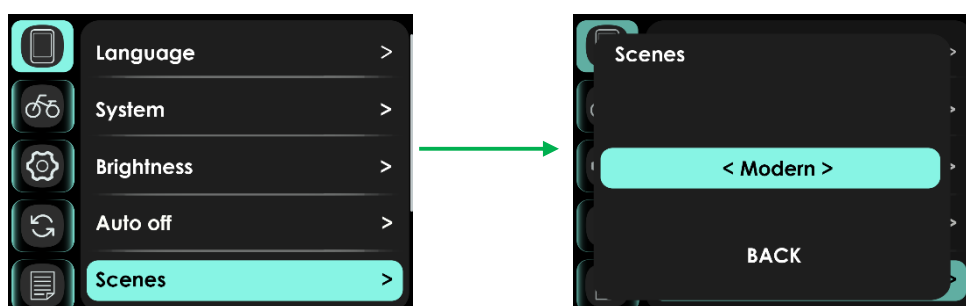 Language >
System >
Brightness >
Auto off >
Scenes >
Scenes
< Modern >
BACK